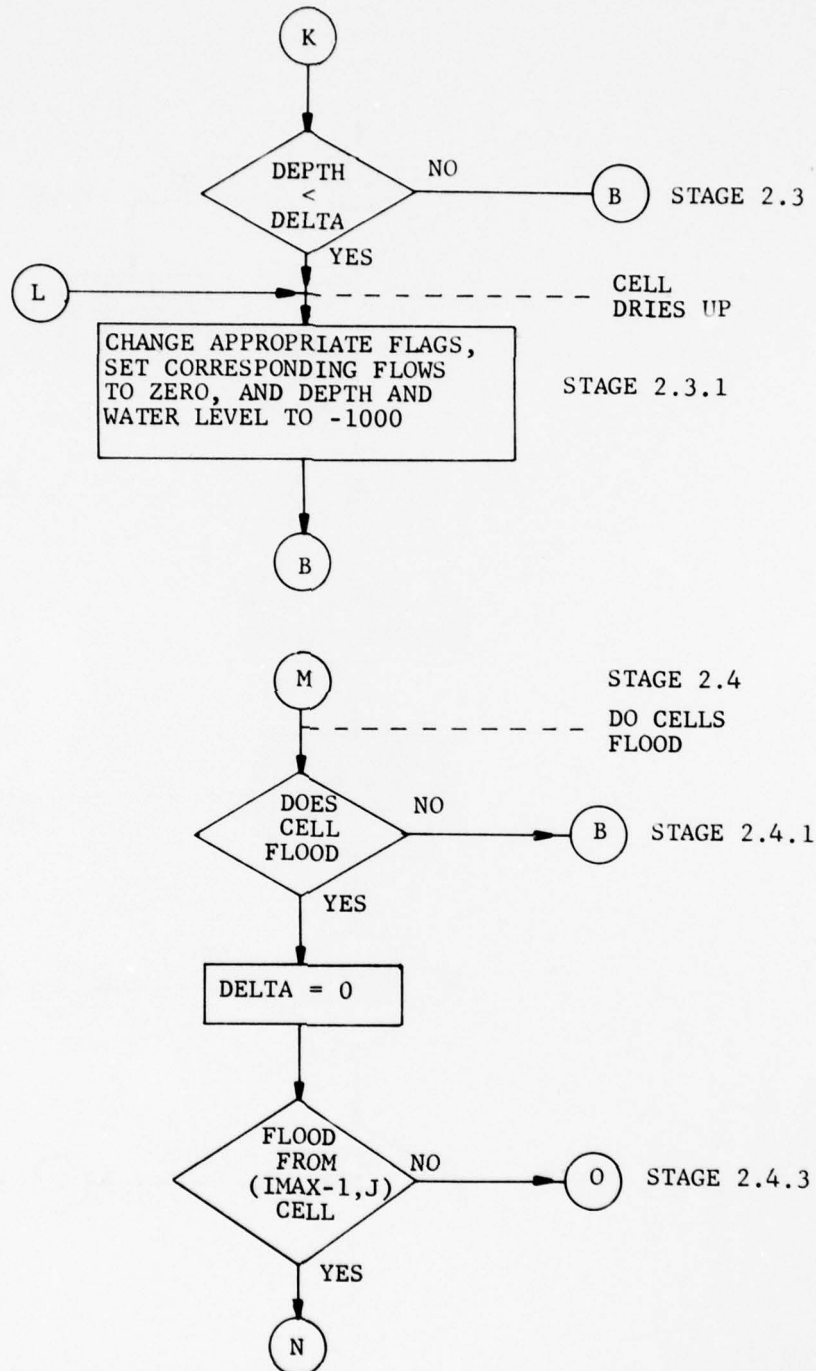 K
DEPTH
<
DELTA
NO
B
STAGE 2.3
YES
L
CELL
DRIES UP
CHANGE APPROPRIATE FLAGS,
SET CORRESPONDING FLOWS
TO ZERO, AND DEPTH AND
WATER LEVEL TO -1000
STAGE 2.3.1
B
M
STAGE 2.4
DO CELLS
FLOOD
DOES
CELL
FLOOD
NO
B
STAGE 2.4.1
YES
DELTA = 0
FLOOD
FROM
(IMAX-1,J)
CELL
NO
O
STAGE 2.4.3
YES
N